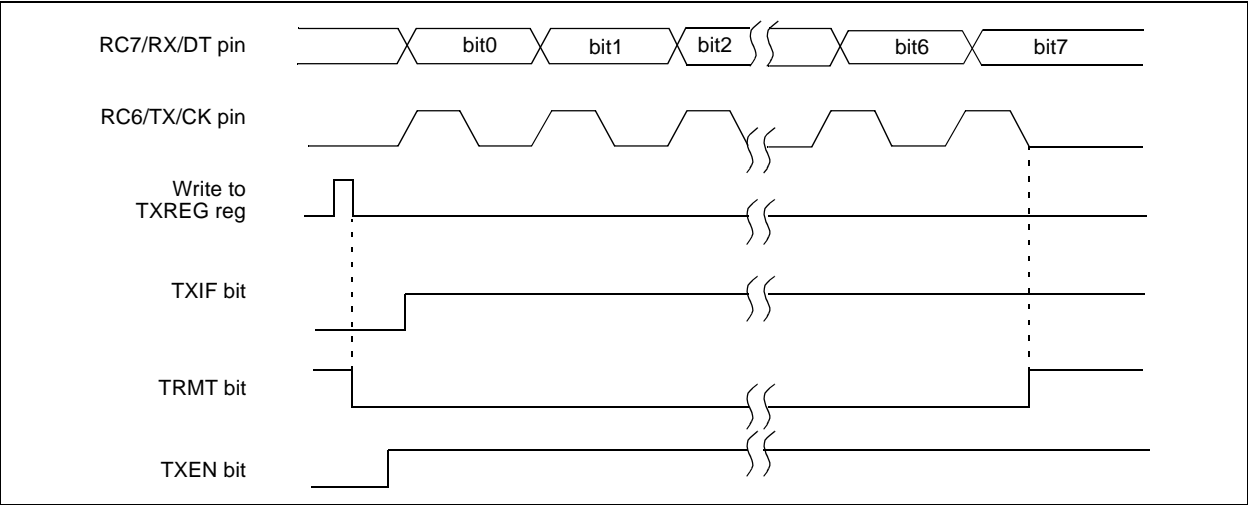 RC7/RX/DT pin
bit0
bit1
bit2
bit6
bit7
RC6/TX/CK pin
Write to
TXREG reg
TXIF bit
TRMT bit
TXEN bit